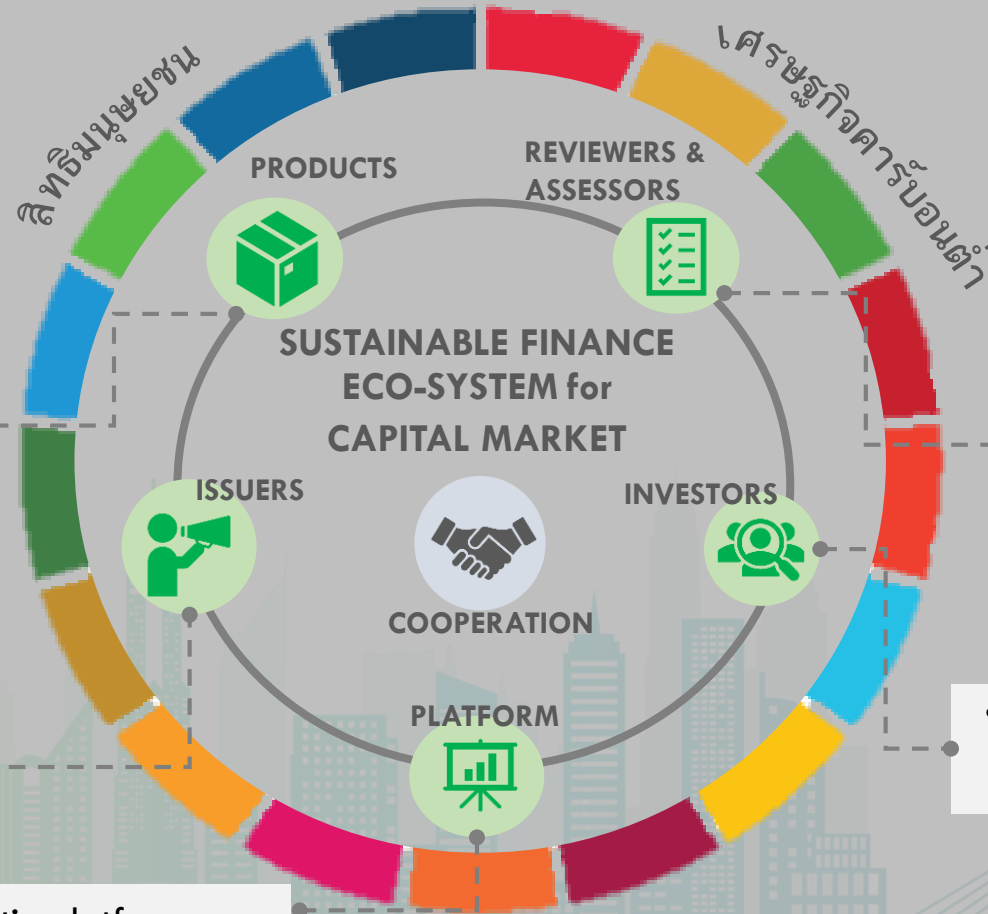 สิทธิมนุษยชน
เศรษฐกิจคาร์บอนต่ำ
PRODUCTS
REVIEWERS &
ASSESSORS
SUSTAINABLE FINANCE
ECO-SYSTEM for
CAPITAL MARKET
ISSUERS
INVESTORS
COOPERATION
PLATFORM